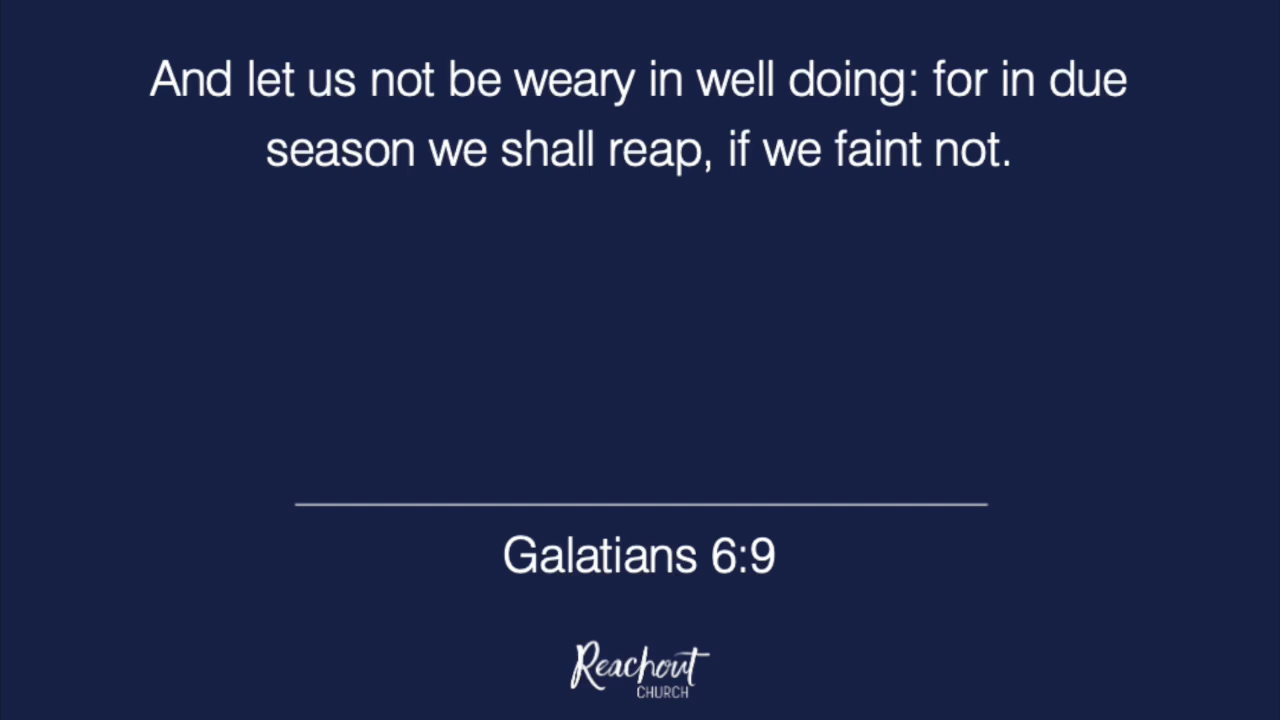 And let us not be weary in well doing: for in due
season we shall reap, if we faint not.
Galatians 6:9
Reachout
CHURCH